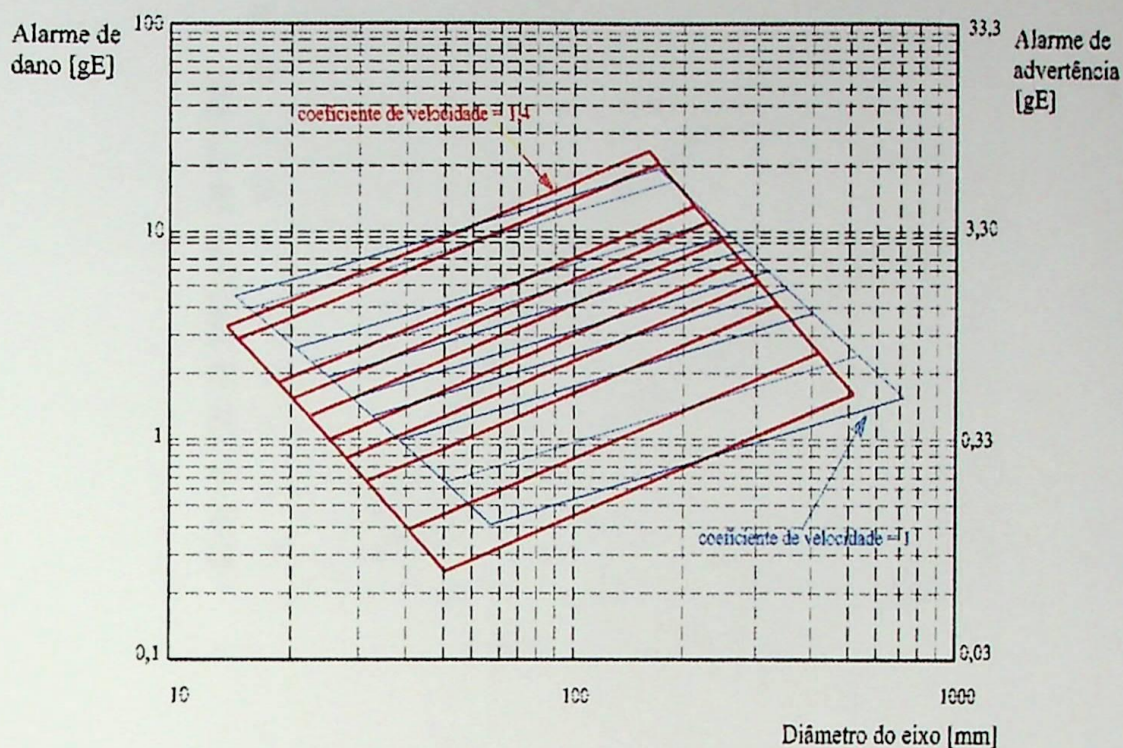 Alarme de
dano [gE]
100
10
1
0,1
33,3
3,30
0,33
0,03
Alarme de
advertência
[gE]
coeficiente de velocidade = 1,4
coeficiente de velocidade = 1
10
100
1000
Diâmetro do eixo [mm]